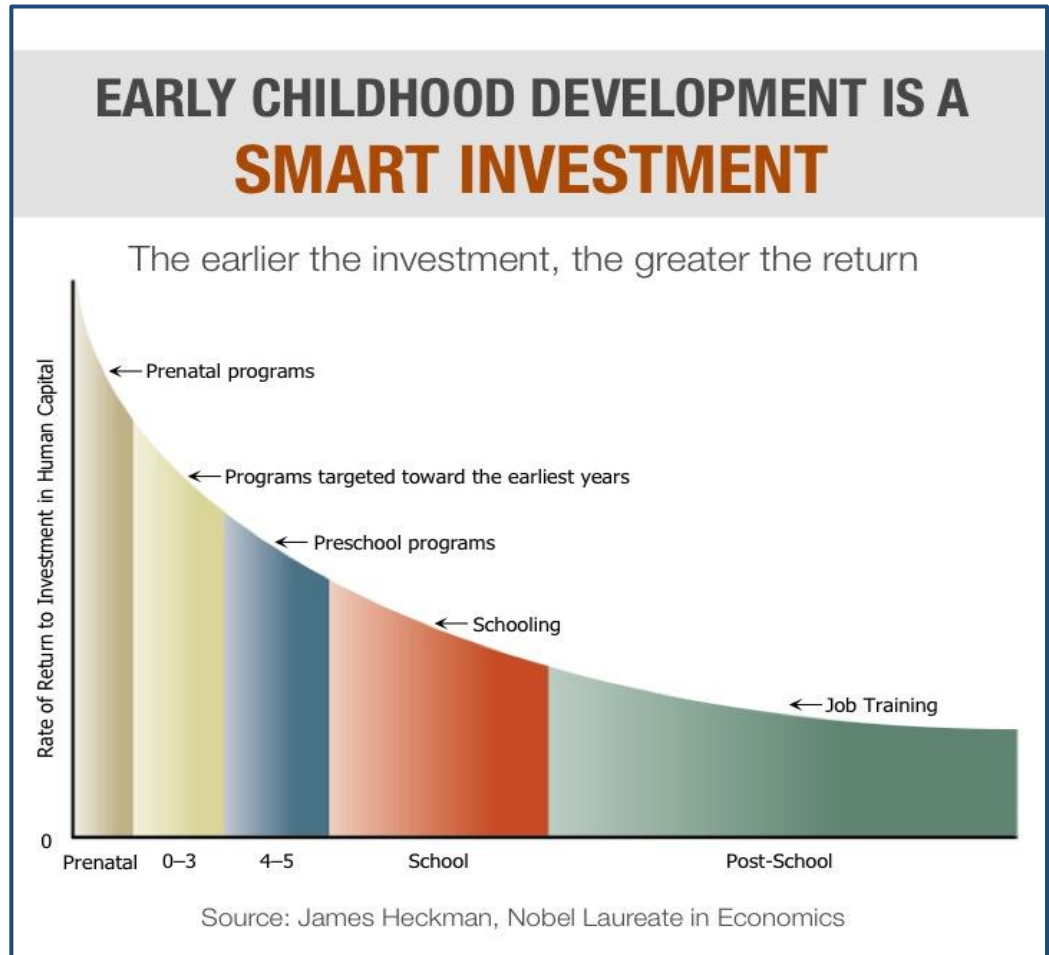 EARLY CHILDHOOD DEVELOPMENT IS A
SMART INVESTMENT
The earlier the investment, the greater the return
Rate of Return to Investment in Human Capital
Prenatal programs
Programs targeted toward the earliest years
Preschool programs
Schooling
Job Training
0
Prenatal
0–3
4–5
School
Post-School
Source: James Heckman, Nobel Laureate in Economics